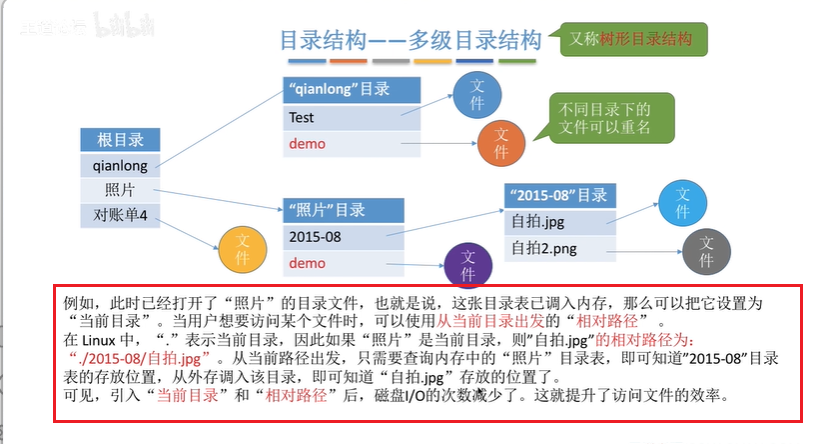 目录结构——多级目录结构
又称树形目录结构
“qianlong”目录
Test
demo
文件
文件
不同目录下的
文件可以重名
根目录
qianlong
照片
对账单4
文件
“照片”目录
2015-08
demo
文件
“2015-08”目录
自拍.jpg
自拍2.png
文件
文件
例如，此时已经打开了“照片”的目录文件，也就是说，这张目录表已调入内存，那么可以把它设置为
“当前目录”。当用户想要访问某个文件时，可以使用从当前目录出发的“相对路径” 。
在 Linux 中，“.”表示当前目录，因此如果“照片”是当前目录，则”自拍.jpg”的相对路径为：
“./2015-08/自拍.jpg”。从当前路径出发，只需要查询内存中的“照片”目录表，即可知道”2015-08”目录
表的存放位置，从外存调入该目录，即可知道“自拍.jpg”存放的位置了。
可见，引入“当前目录”和“相对路径”后，磁盘I/O的次数减少了。这就提升了访问文件的效率。